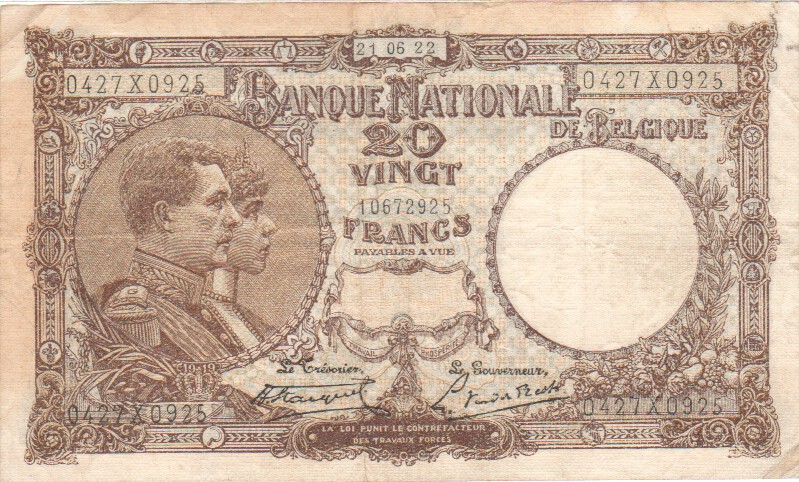 21 06 22
0427X0925 0427X0925
BANQUE NATIONALE
DE BELGIQUE
20
VINGT
10672925
FRANCS
PAYABLES A VUE
Le Trésorier, Le Gouverneur,
0427X0925 0427X0925
LA LOI PUNIT LE CONTREFACTEUR
DES TRAVAUX FORCÉS